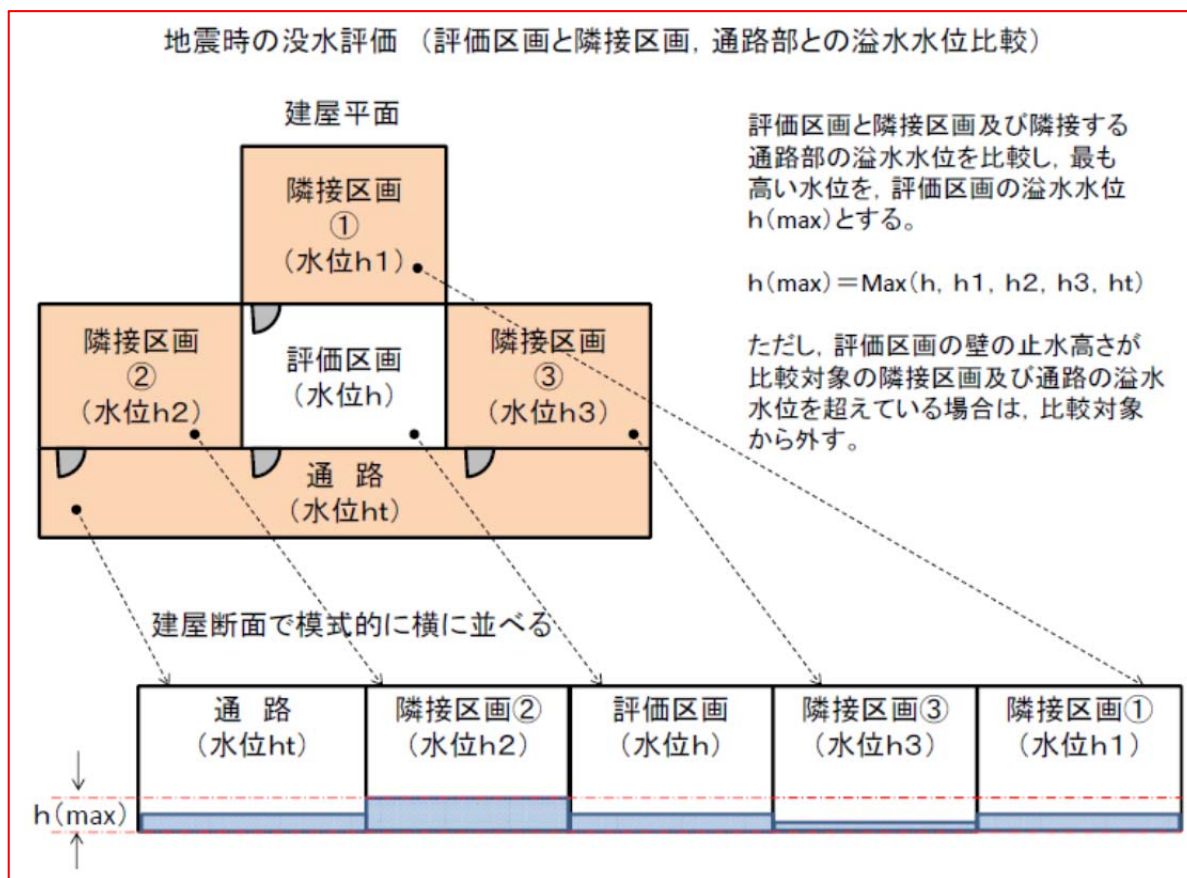 地震時の没水評価 （評価区画と隣接区画，通路部との溢水水位比較）
建屋平面
隣接区画
①
（水位ｈ1）
隣接区画
②
（水位ｈ2）
評価区画
（水位ｈ）
隣接区画
③
（水位ｈ3）
通 路
（水位ht）
評価区画と隣接区画及び隣接する
通路部の溢水水位を比較し，最も
高い水位を，評価区画の溢水水位
ｈ（max）とする。
ｈ（max）＝Max（ｈ，ｈ1，ｈ2，ｈ3，ht）
ただし，評価区画の壁の止水高さが
比較対象の隣接区画及び通路の溢水
水位を超えている場合は，比較対象
から外す。
建屋断面で模式的に横に並べる
通 路
（水位ht）
隣接区画②
（水位ｈ2）
評価区画
（水位ｈ）
隣接区画③
（水位ｈ3）
隣接区画①
（水位ｈ1）
ｈ（max）